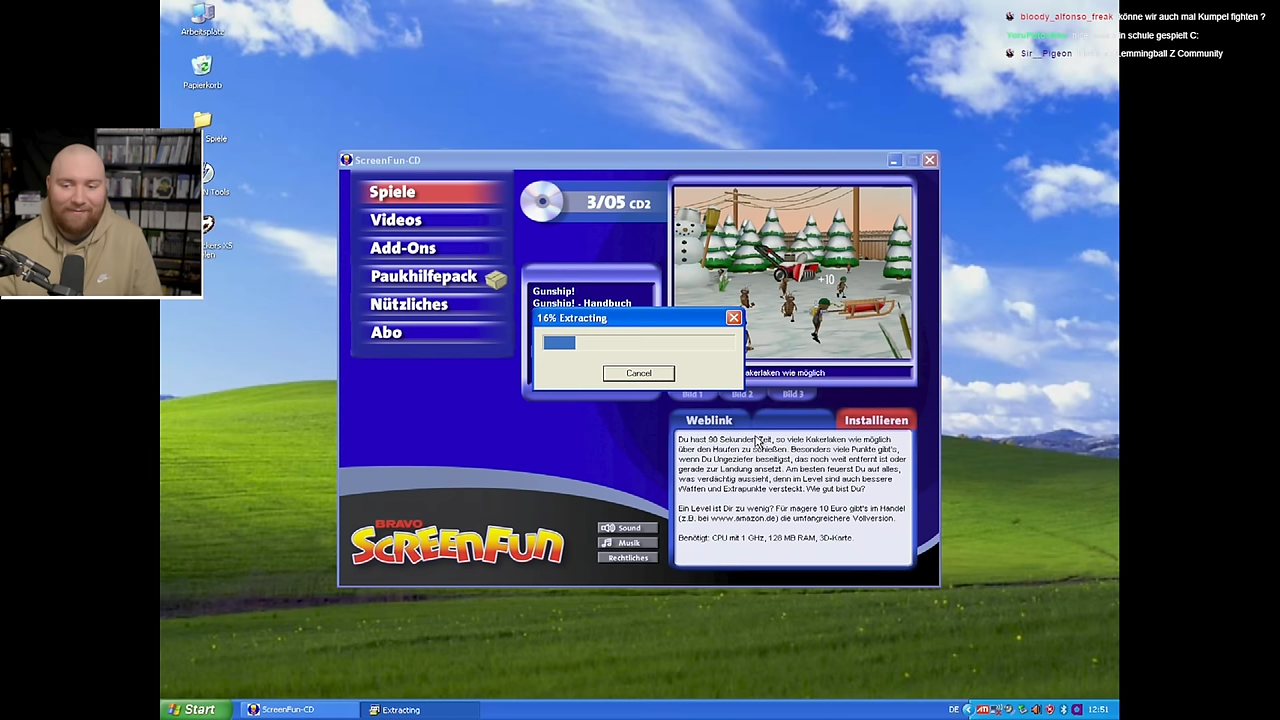 Arbeitsplatz
Papierkorb
Spiele
N Tools
bloody_alfonso_freak könne wir auch mal Kumpel fighten ?
in schule gespielt C:
Sir__Pigeon
emmingball Z Community
ScreenFun-CD
Spiele
Videos
Add-Ons
Paukhilfepack
Nützliches
Abo
3/05 CD2
Gunship!
Gunship! - Handbuch
+10
16% Extracting
Cancel
akerlaken wie möglich
Bild 1
Bild 2
Bild 3
Weblink
Installieren
Du hast 90 Sekunden Zeit, so viele Kakerlaken wie möglich
über den Haufen zu schießen. Besonders viele Punkte gibt's,
wenn Du Ungeziefer beseitigst, das noch weit entfernt ist oder
gerade zur Landung ansetzt. Am besten feuerst Du auf alles,
was verdächtig aussieht, denn im Level sind auch bessere
Waffen und Extrapunkte versteckt. Wie gut bist Du?
Ein Level ist Dir zu wenig? Für magere 10 Euro gibt's im Handel
(z.B. bei www.amazon.de) die umfangreichere Vollversion.
Benötigt: CPU mit 1 GHz, 128 MB RAM, 3D-Karte.
BRAVO
SCREENFUN
Sound
Musik
Rechtliches
Start
ScreenFun-CD
Extracting
DE
12:51